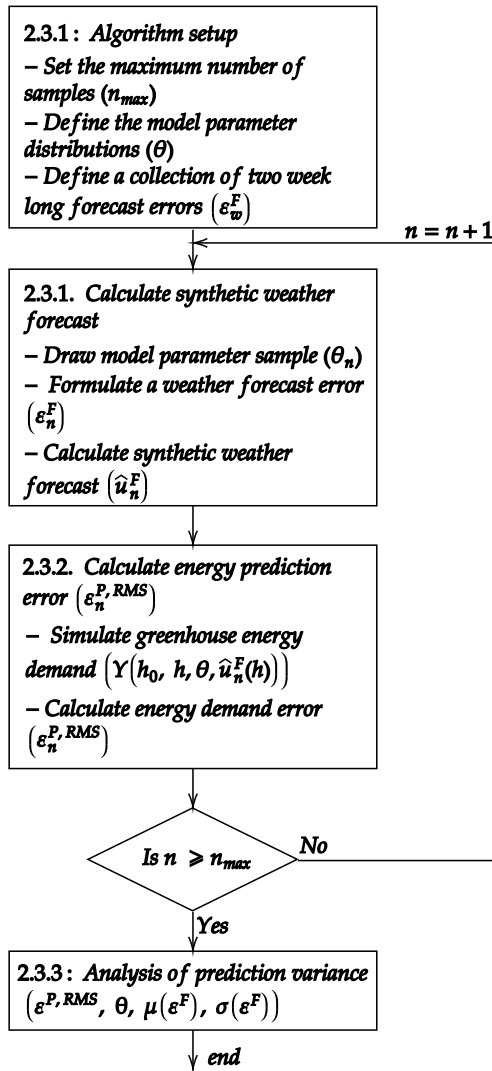 2.3.1 : Algorithm setup
– Set the maximum number of
samples (n_max)
– Define the model parameter
distributions (θ)
– Define a collection of two week
long forecast errors (ε_w^F)
n = n + 1
2.3.1. Calculate synthetic weather
forecast
– Draw model parameter sample (θ_n)
– Formulate a weather forecast error
(ε_n^F)
– Calculate synthetic weather
forecast (û_n^F)
2.3.2. Calculate energy prediction
error (ε_n^{P, RMS})
– Simulate greenhouse energy
demand (Υ(h_0, h, θ, û_n^F(h)))
– Calculate energy demand error
(ε_n^{P, RMS})
Is n ⩾ n_max
No
Yes
2.3.3 : Analysis of prediction variance
(ε^{P, RMS}, θ, μ(ε^F), σ(ε^F))
end